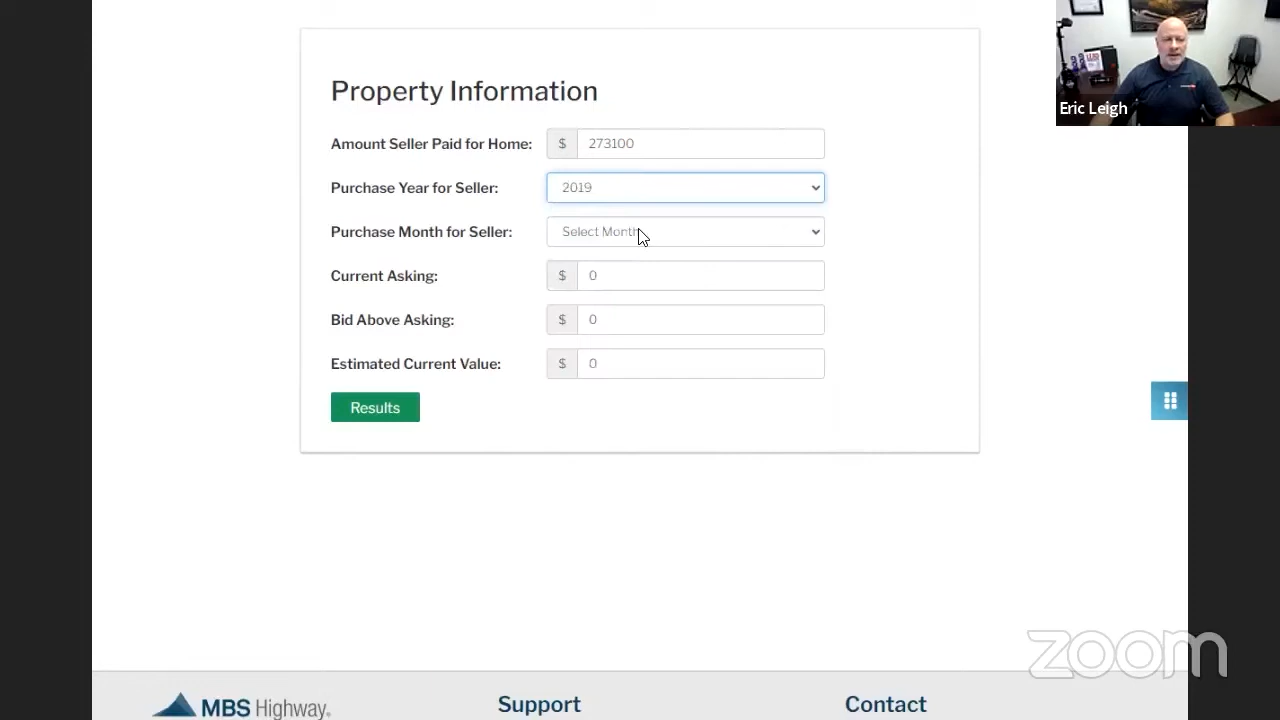 Property Information
Amount Seller Paid for Home: $ 273100
Purchase Year for Seller: 2019
Purchase Month for Seller: Select Month
Current Asking: $ 0
Bid Above Asking: $ 0
Estimated Current Value: $ 0
Results
Eric Leigh
zoom
MBS Highway.
Support
Contact